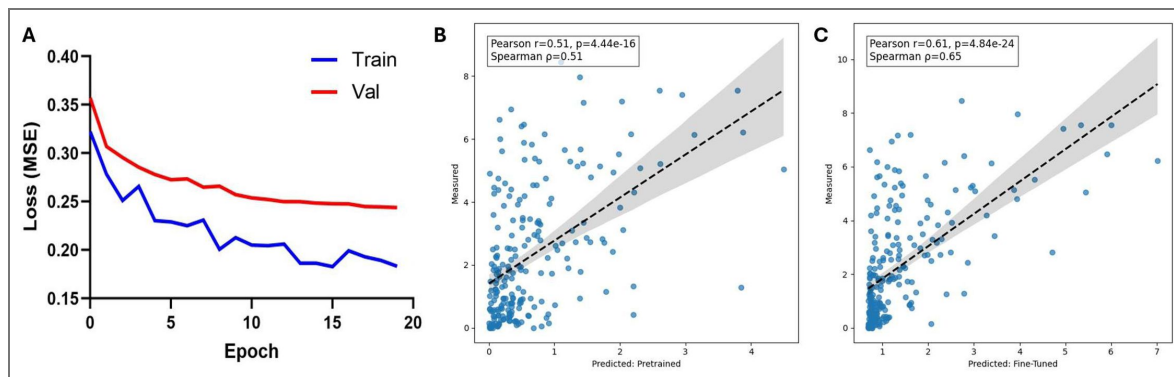 A
0.40
0.35
0.30
0.25
0.20
0.15
Loss (MSE)
0 5 10 15 20
Epoch
Train
Val
B
Pearson r=0.51, p=4.44e-16
Spearman ρ=0.51
8
6
4
2
0
Measured
0 1 2 3 4
Predicted: Pretrained
C
Pearson r=0.61, p=4.84e-24
Spearman ρ=0.65
10
8
6
4
2
0
Measured
1 2 3 4 5 6 7
Predicted: Fine-Tuned